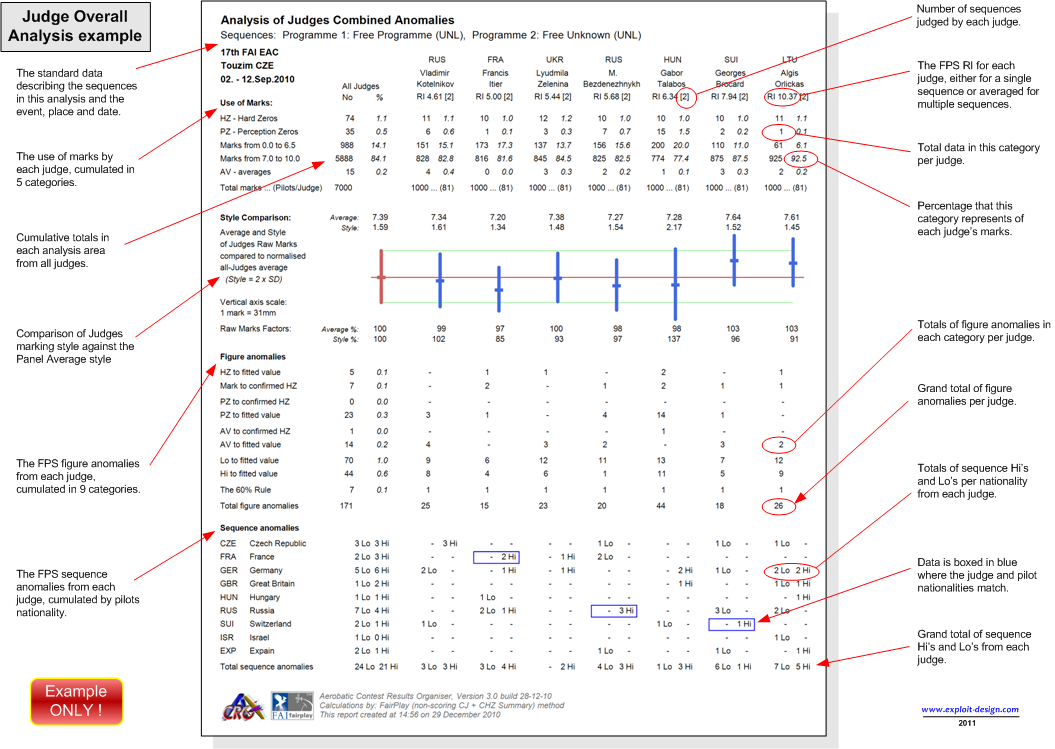 Judge Overall
Analysis example
The standard data
describing the sequences
in this analysis and the
event, place and date.
The use of marks by
each judge, cumulated in
5 categories.
Cumulative totals in
each analysis area
from all judges.
Comparison of Judges
marking style against the
Panel Average style
The FPS figure anomalies
from each judge,
cumulated in 9 categories.
The FPS sequence
anomalies from each
judge, cumulated by pilots
nationality.
Example
ONLY !
Analysis of Judges Combined Anomalies
Sequences: Programme 1: Free Programme (UNL), Programme 2: Free Unknown (UNL)
17th FAI EAC
Touzim CZE
02. - 12.Sep.2010
RUS FRA UKR RUS HUN SUI LTU
Vladimir Francis Lyudmila M. Gabor Georges Algis
All Judges Kotelnikov Itier Zelenina Bezdenezhnykh Talabos Brocard Orlickas
Use of Marks: No % RI 4.61 [2] RI 5.00 [2] RI 5.44 [2] RI 5.68 [2] RI 6.34 [2] RI 7.94 [2] RI 10.37 [2]
HZ - Hard Zeros 74 1.1 11 1.1 10 1.0 12 1.2 10 1.0 10 1.0 10 1.0 11 1.1
PZ - Perception Zeros 35 0.5 6 0.6 1 0.1 3 0.3 7 0.7 15 1.5 2 0.2 1 0.1
Marks from 0.0 to 6.5 988 14.1 151 15.1 173 17.3 137 13.7 156 15.6 200 20.0 110 11.0 61 6.1
Marks from 7.0 to 10.0 5888 84.1 828 82.8 816 81.6 845 84.5 825 82.5 774 77.4 875 87.5 925 92.5
AV - averages 15 0.2 4 0.4 0 0.0 3 0.3 2 0.2 1 0.1 3 0.3 2 0.2
Total marks ... (Pilots/Judge) 7000 1000 ... (81) 1000 ... (81) 1000 ... (81) 1000 ... (81) 1000 ... (81) 1000 ... (81) 1000 ... (81)
Style Comparison: Average: 7.39 7.34 7.20 7.38 7.27 7.28 7.64 7.61
Style: 1.59 1.61 1.34 1.48 1.54 2.17 1.52 1.45
Average and Style
of Judges Raw Marks
compared to normalised
all-Judges average
(Style = 2 x SD)
Vertical axis scale:
1 mark = 31mm
Raw Marks Factors: Average %: 100 99 97 100 98 98 103 103
Style %: 100 102 85 93 97 137 96 91
Figure anomalies
HZ to fitted value 5 0.1 - 1 1 - 2 - 1
Mark to confirmed HZ 7 0.1 - 2 - 1 2 1 1
PZ to confirmed HZ 0 0.0 - - - - - - -
PZ to fitted value 23 0.3 3 1 - 4 14 1 -
AV to confirmed HZ 1 0.0 - - - - 1 - -
AV to fitted value 14 0.2 4 - 3 2 - 3 2
Lo to fitted value 70 1.0 9 6 12 11 13 7 12
Hi to fitted value 44 0.6 8 4 6 1 11 5 9
The 60% Rule 7 0.1 1 1 1 1 1 1 1
Total figure anomalies 171 25 15 23 20 44 18 26
Sequence anomalies
CZE Czech Republic 3 Lo 3 Hi - 3 Hi - - - - 1 Lo - - - 1 Lo - 1 Lo -
FRA France 2 Lo 3 Hi - - - 2 Hi - 1 Hi 2 Lo - - - - - - -
GER Germany 5 Lo 6 Hi 2 Lo - - 1 Hi - 1 Hi - - - 2 Hi 1 Lo - 2 Lo 2 Hi
GBR Great Britain 1 Lo 2 Hi - - - - - - - - - 1 Hi - - 1 Lo 1 Hi
HUN Hungary 1 Lo 1 Hi - - 1 Lo - - - - - - - - - - 1 Hi
RUS Russia 7 Lo 4 Hi - - 2 Lo 1 Hi - - - 3 Hi - - 3 Lo - 2 Lo -
SUI Switzerland 2 Lo 1 Hi 1 Lo - - - - - - - 1 Lo - - 1 Hi - -
ISR Israel 1 Lo 0 Hi - - - - - - - - - - - - 1 Lo -
EXP Expain 2 Lo 1 Hi - - - - - - 1 Lo - - - 1 Lo - - 1 Hi
Total sequence anomalies 24 Lo 21 Hi 3 Lo 3 Hi 3 Lo 4 Hi - 2 Hi 4 Lo 3 Hi 1 Lo 3 Hi 6 Lo 1 Hi 7 Lo 5 Hi
FAI fairplay
Aerobatic Contest Results Organiser, Version 3.0 build 28-12-10
Calculations by: FairPlay (non-scoring CJ + CHZ Summary) method
This report created at 14:56 on 29 December 2010
Number of sequences
judged by each judge.
The FPS RI for each
judge, either for a single
sequence or averaged for
multiple sequences.
Total data in this category
per judge.
Percentage that this
category represents of
each judge's marks.
Totals of figure anomalies in
each category per judge.
Grand total of figure
anomalies per judge.
Totals of sequence Hi's
and Lo's per nationality
from each judge.
Data is boxed in blue
where the judge and pilot
nationalities match.
Grand total of sequence
Hi's and Lo's from each
judge.
www.exploit-design.com
2011